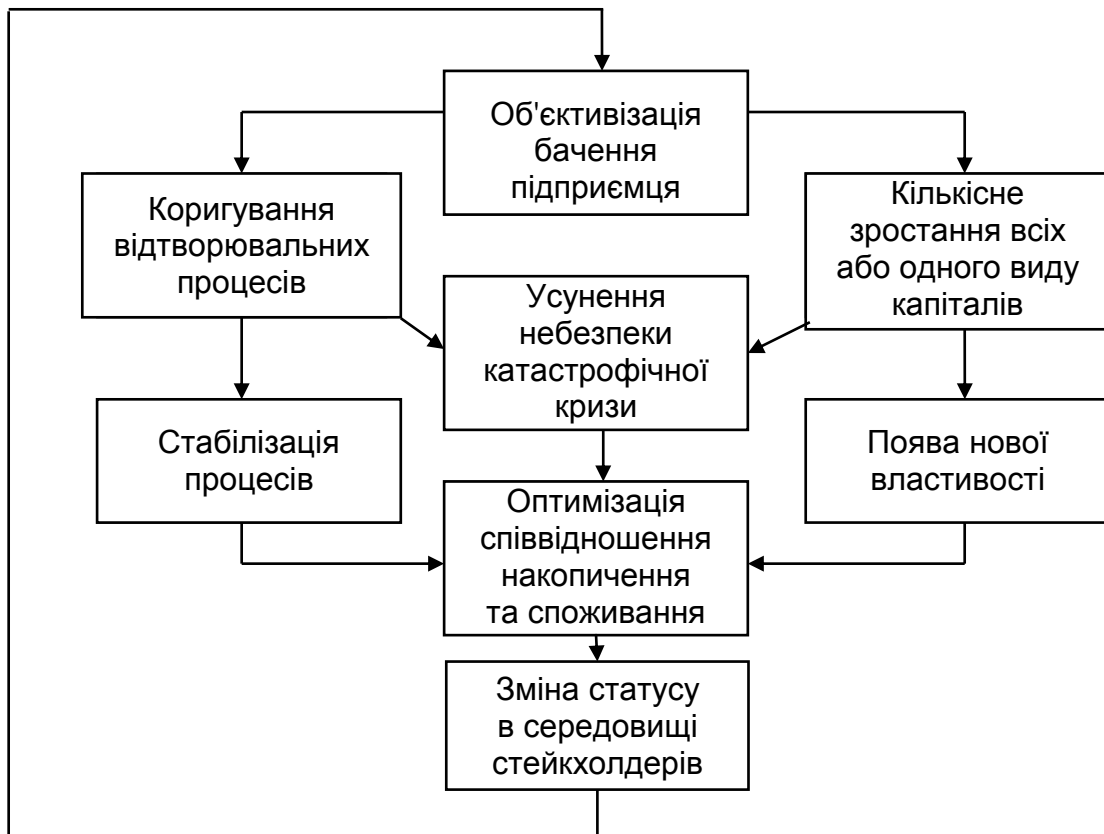 Об'єктивізація
бачення
підприємця
Коригування
відтворювальних
процесів
Кількісне
зростання всіх
або одного виду
капіталів
Усунення
небезпеки
катастрофічної
кризи
Стабілізація
процесів
Поява нової
властивості
Оптимізація
співвідношення
накопичення
та споживання
Зміна статусу
в середовищі
стейкхолдерів